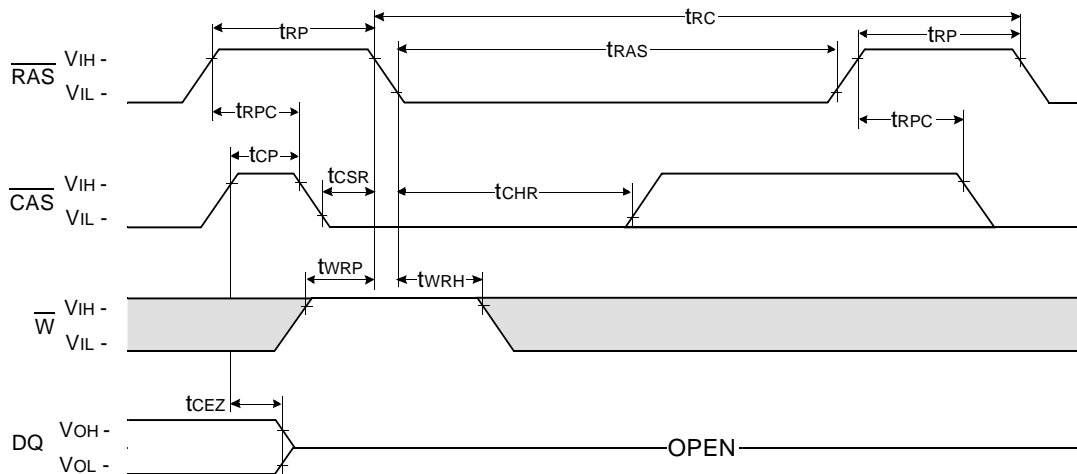 tRC
tRP
tRP
tRAS
RAS
VIH -
VIL -
tRPC
tRPC
tCP
tCSR
tCHR
CAS
VIH -
VIL -
tWRP
tWRH
W
VIH -
VIL -
tCEZ
DQ
VOH -
VOL -
OPEN